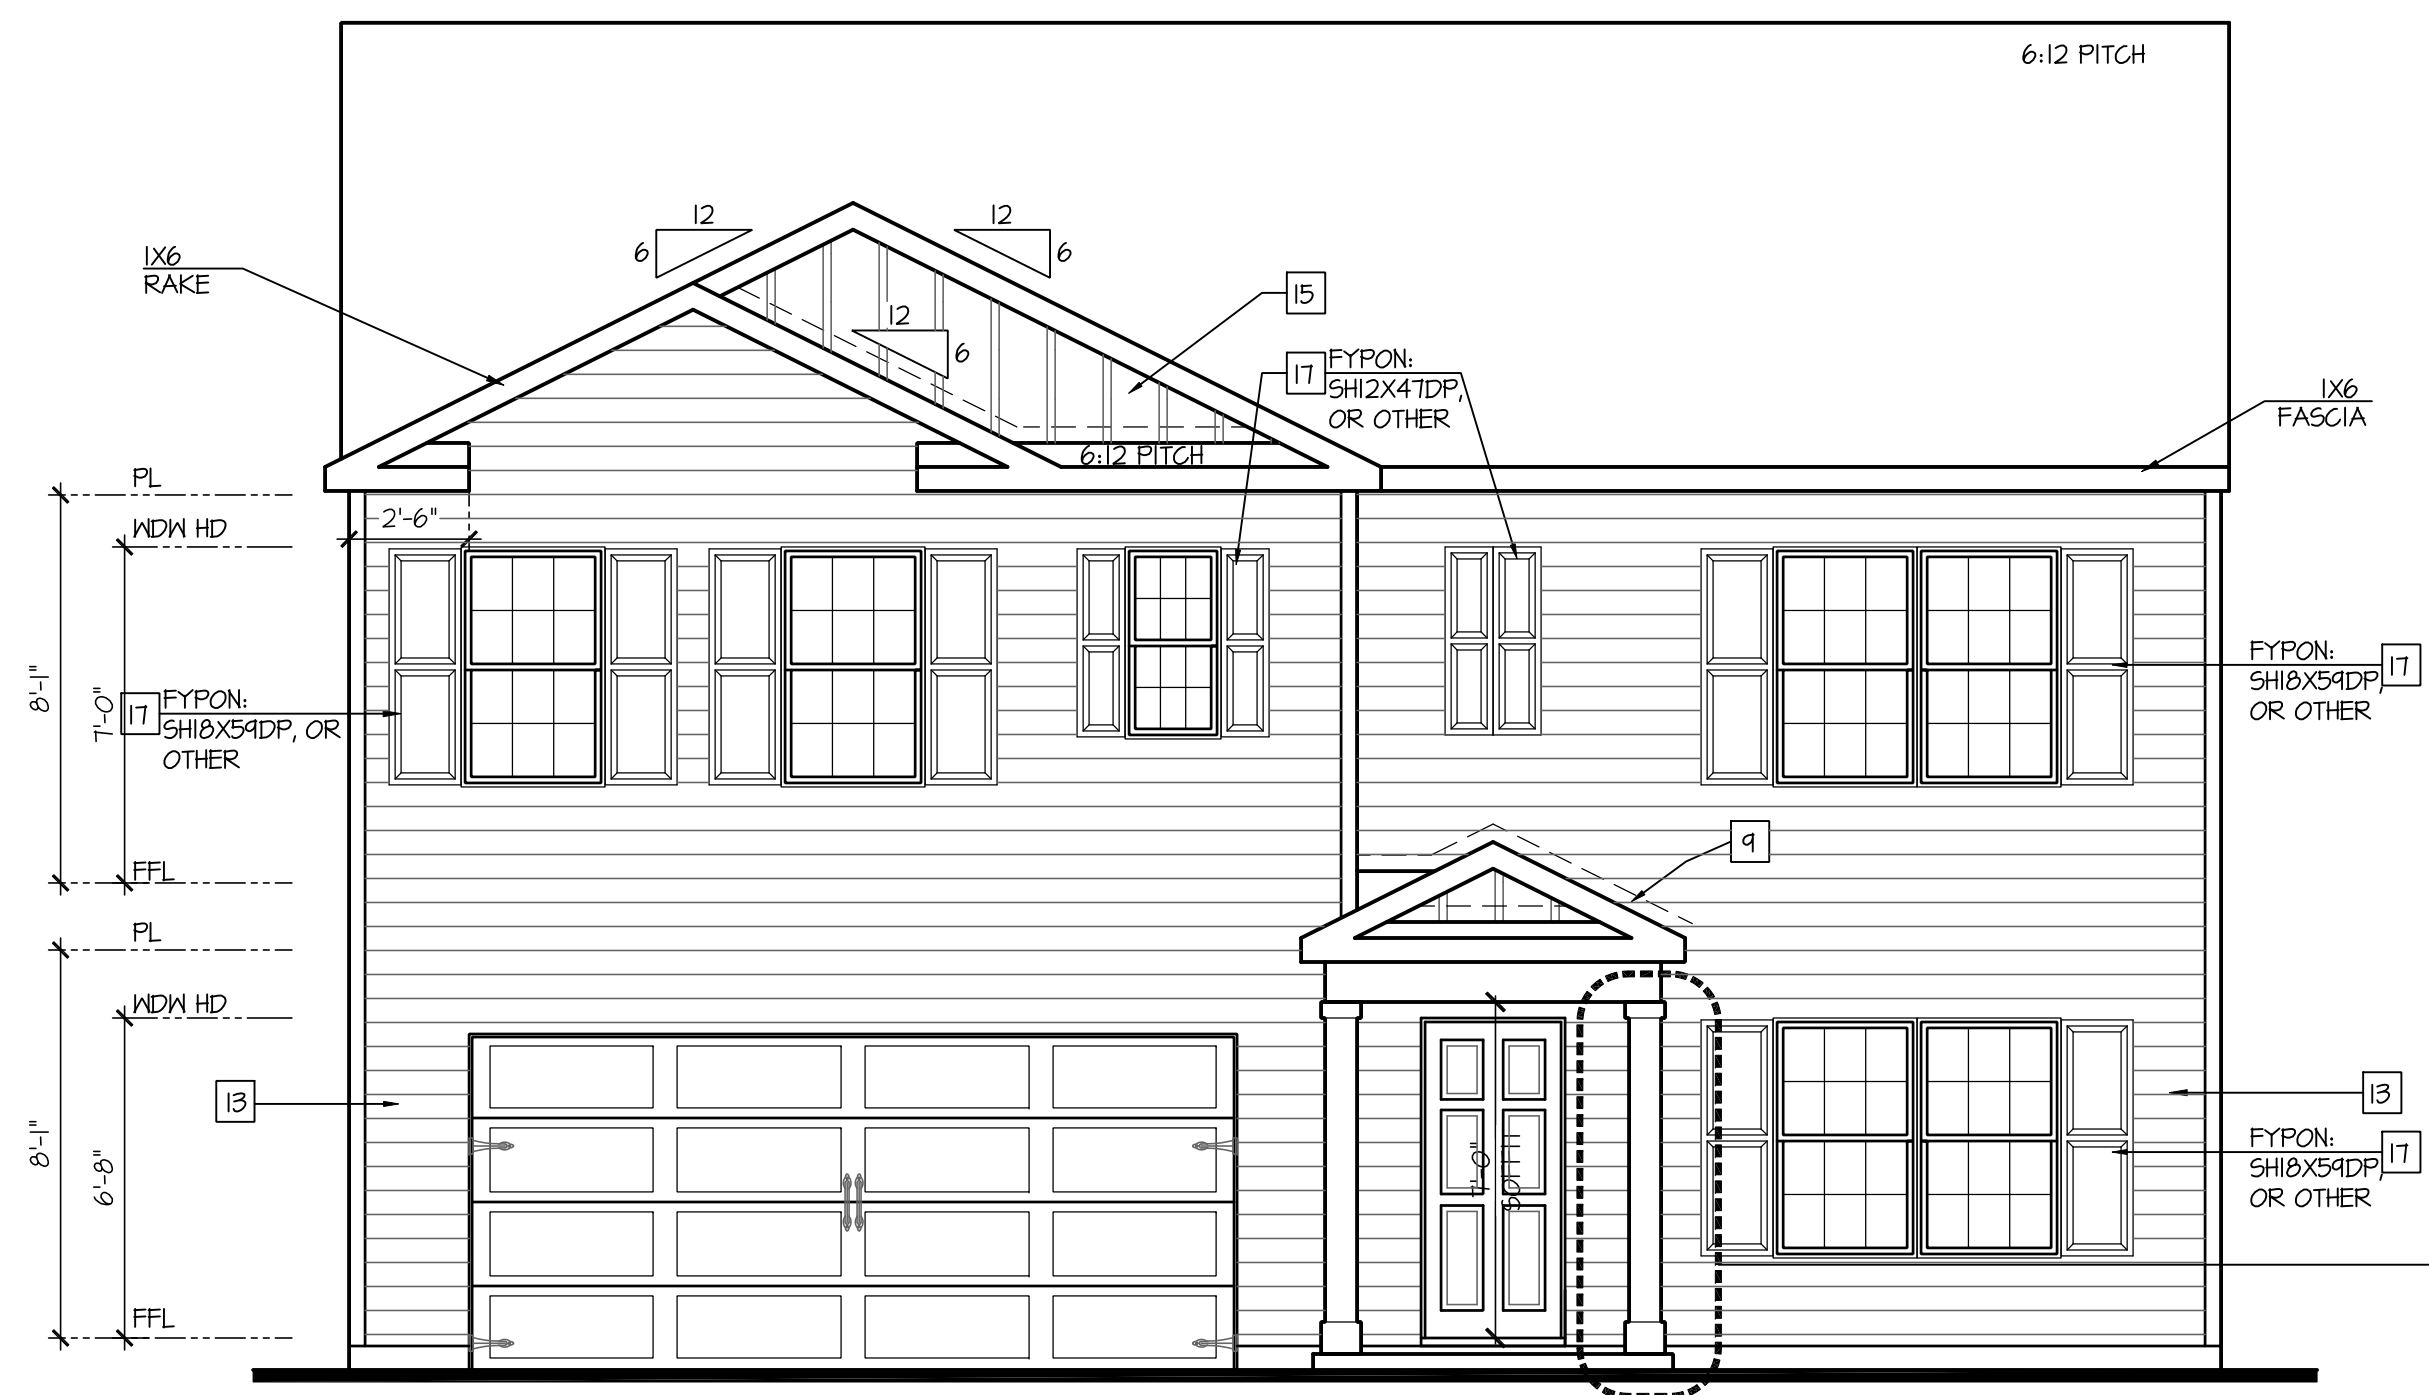 6:12 PITCH
12
6
12
6
1X6
RAKE
15
12
6
17
FYPON:
SH12X47DP,
OR OTHER
1X6
FASCIA
6:12 PITCH
PL
2'-6"
WDW HD
8'-1"
7'-0"
17
FYPON:
SH18X59DP, OR
OTHER
FYPON:
SH18X59DP,
OR OTHER
17
9
FFL
PL
WDW HD
13
13
8'-1"
6'-8"
7'-0"
FYPON:
SH18X59DP,
OR OTHER
17
FFL